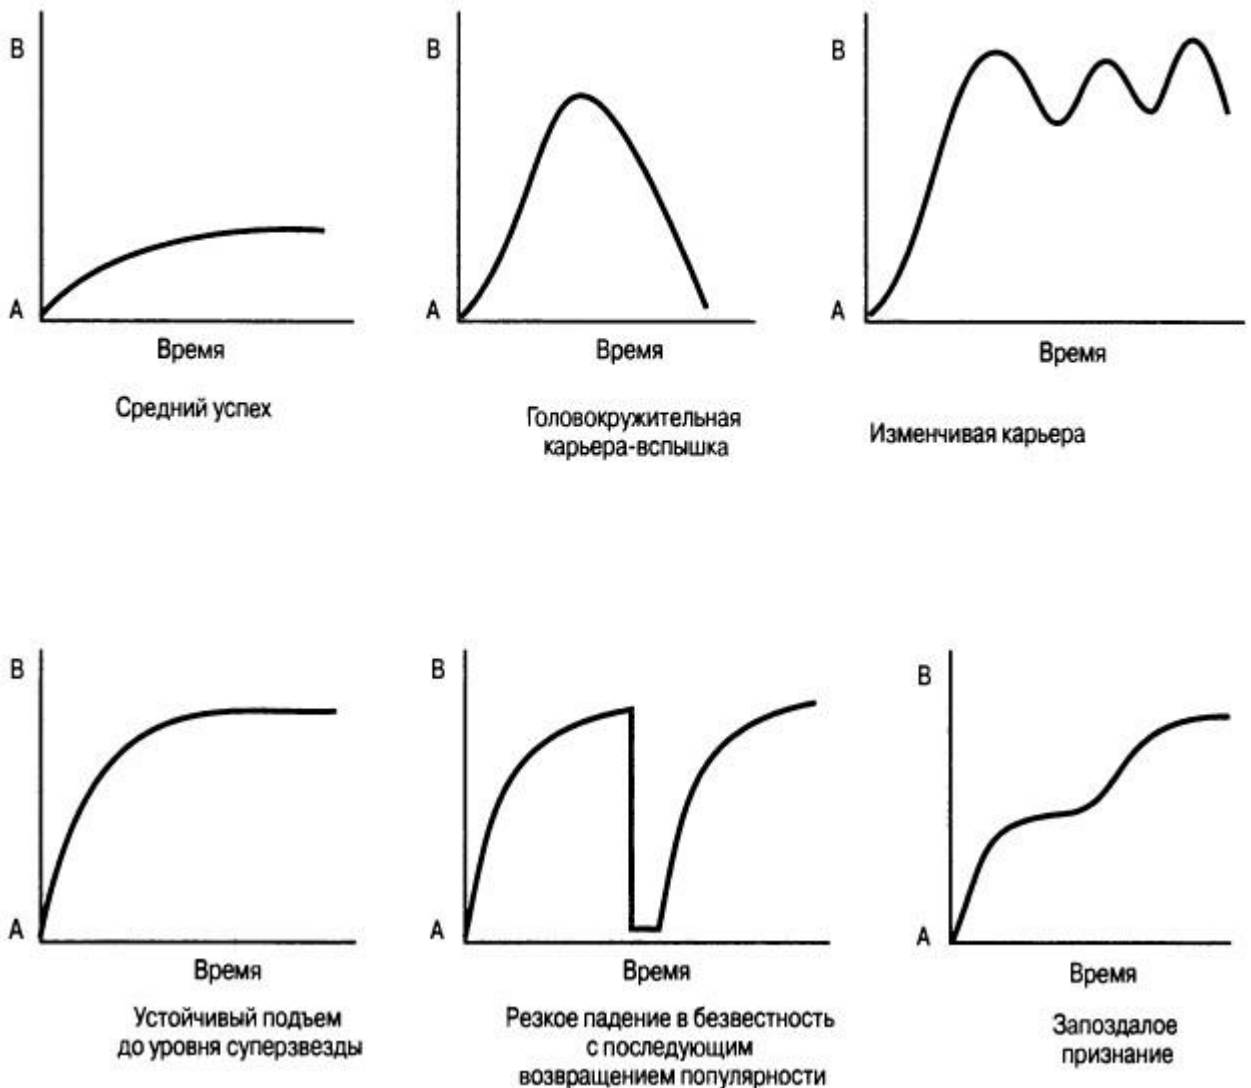 В
А
Время
Средний успех
В
А
Время
Головокружительная
карьера-вспышка
В
А
Время
Изменчивая карьера
В
А
Время
Устойчивый подъем
до уровня суперзвезды
В
А
Время
Резкое падение в безвестность
с последующим
возвращением популярности
В
А
Время
Запоздалое
признание